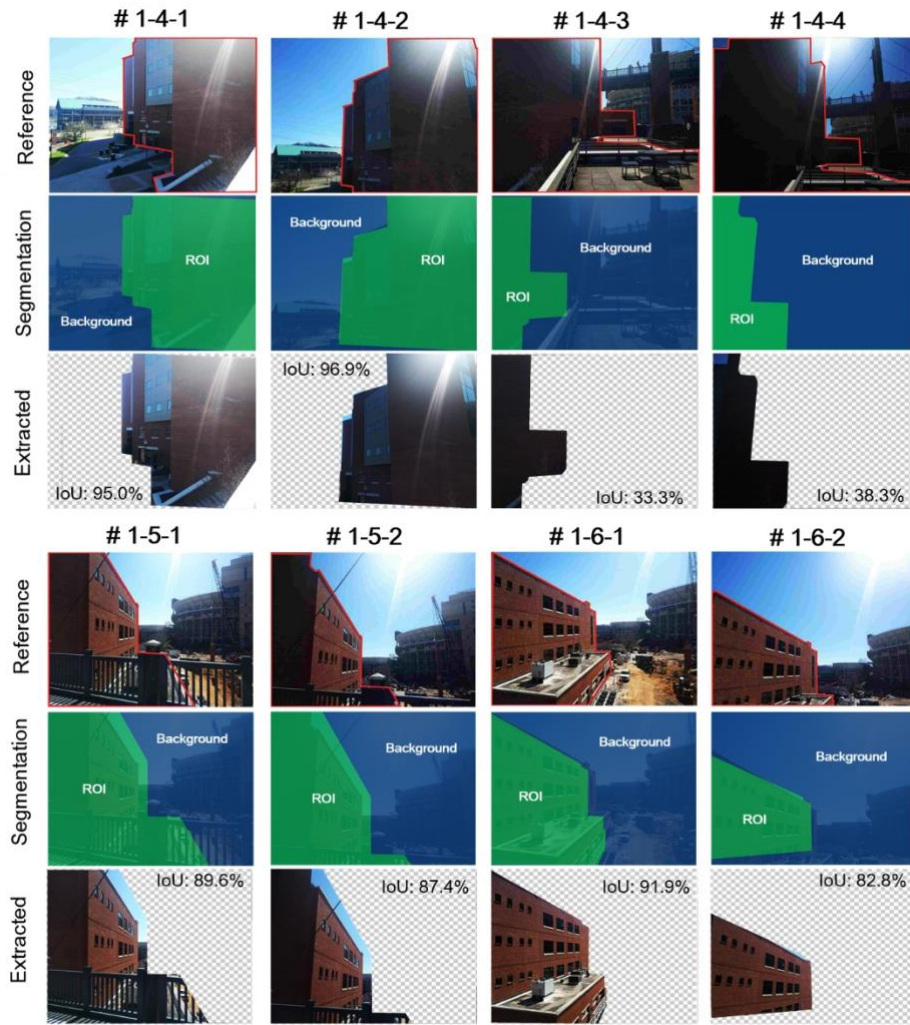 # 1-4-1 # 1-4-2 # 1-4-3 # 1-4-4
Reference
Segmentation
Background
ROI
Background
ROI
Background
ROI
Background
ROI
Extracted
IoU: 95.0%
IoU: 96.9%
IoU: 33.3%
IoU: 38.3%
# 1-5-1 # 1-5-2 # 1-6-1 # 1-6-2
Reference
Segmentation
Background
ROI
Background
ROI
Background
ROI
Background
ROI
Extracted
IoU: 89.6%
IoU: 87.4%
IoU: 91.9%
IoU: 82.8%